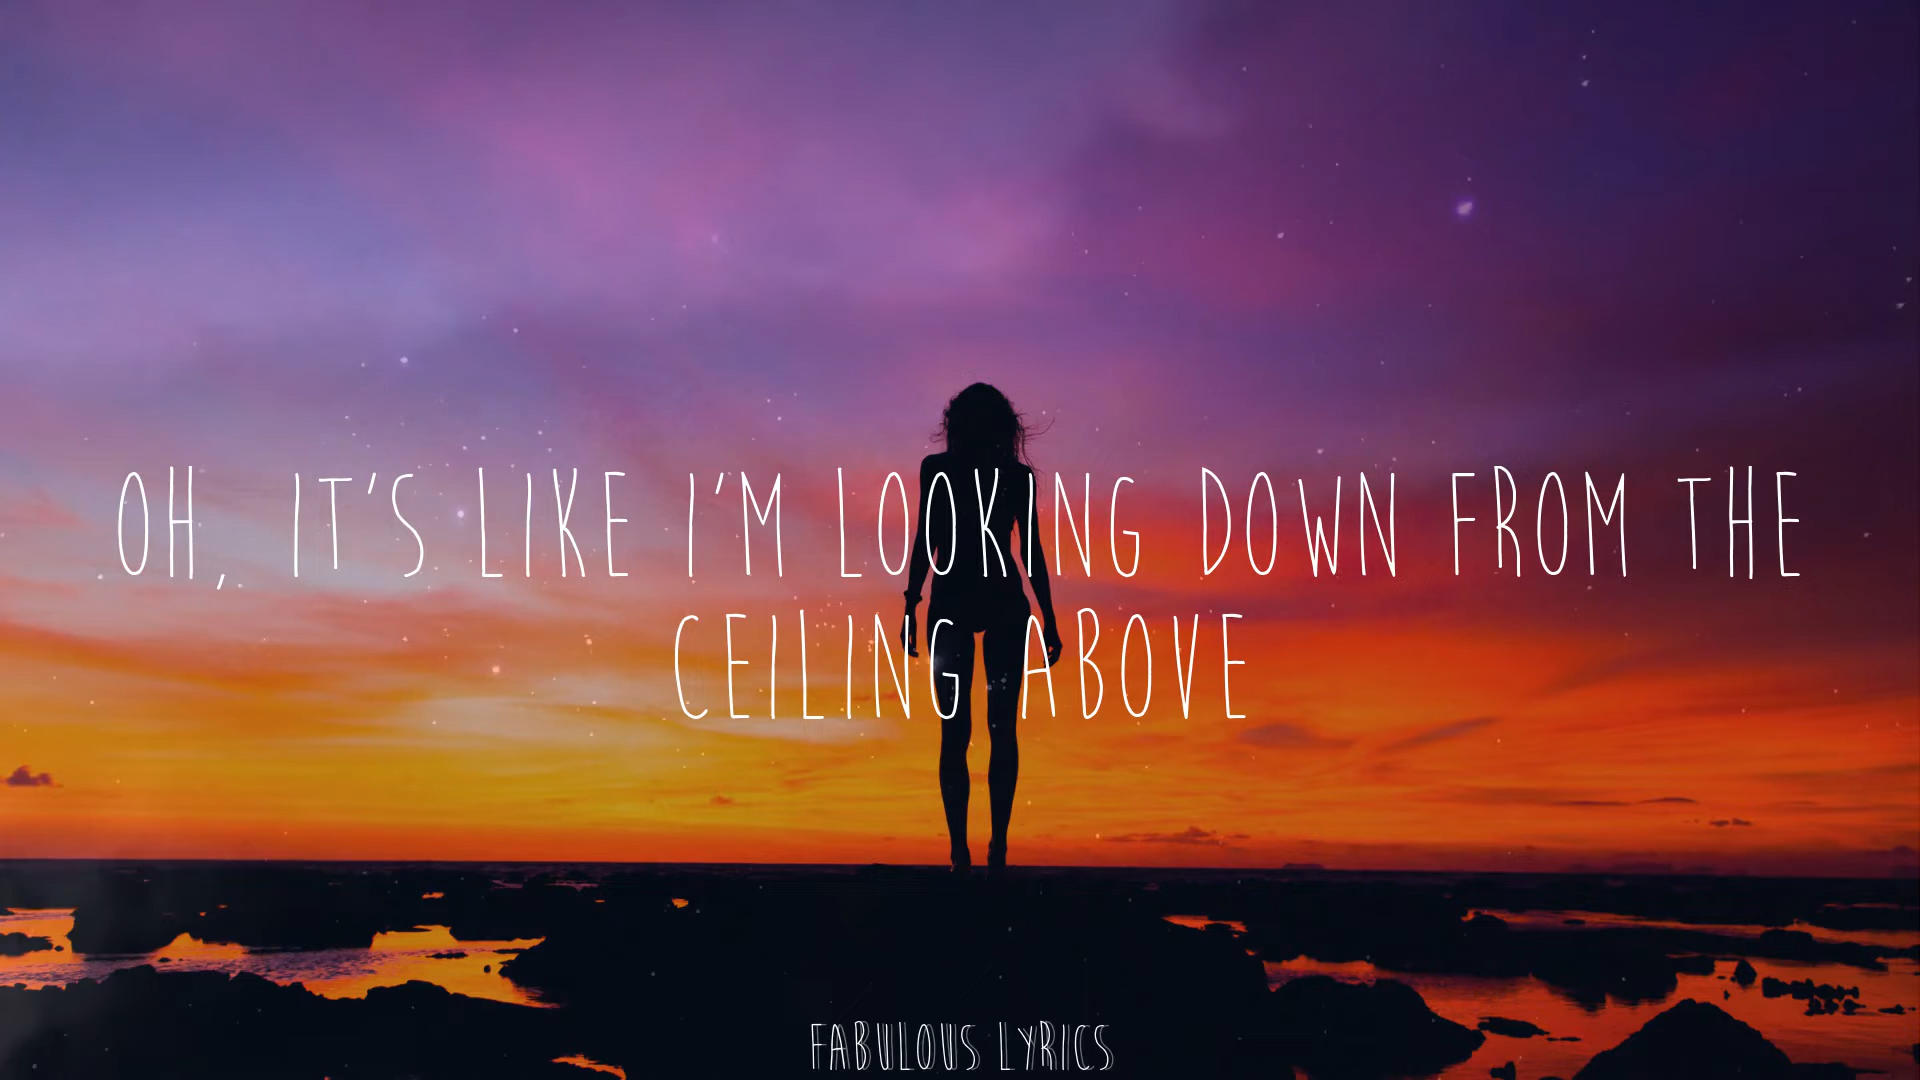 OH, IT'S LIKE I'M LOOKING DOWN FROM THE
CEILING ABOVE
FABULOUS LYRICS